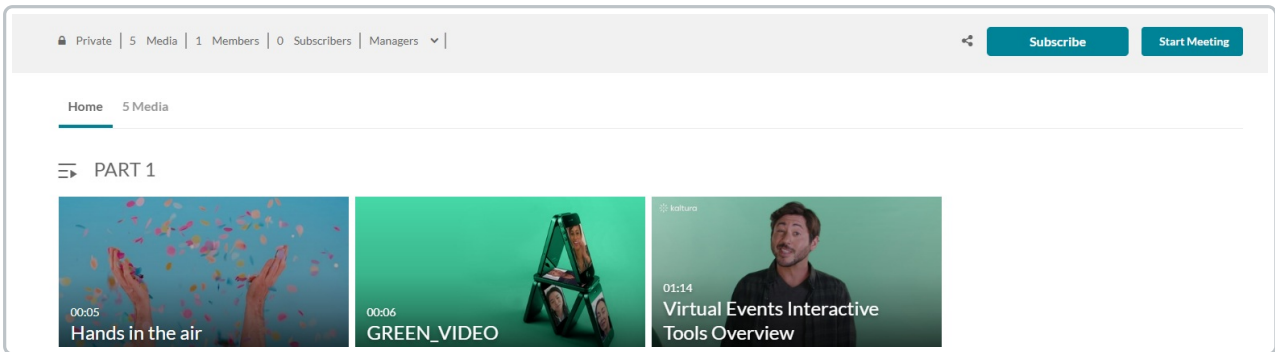 Private | 5 Media | 1 Members | 0 Subscribers | Managers |
Subscribe
Start Meeting
Home 5 Media
PART 1
00:05
Hands in the air
00:06
GREEN_VIDEO
kaltura
01:14
Virtual Events Interactive
Tools Overview